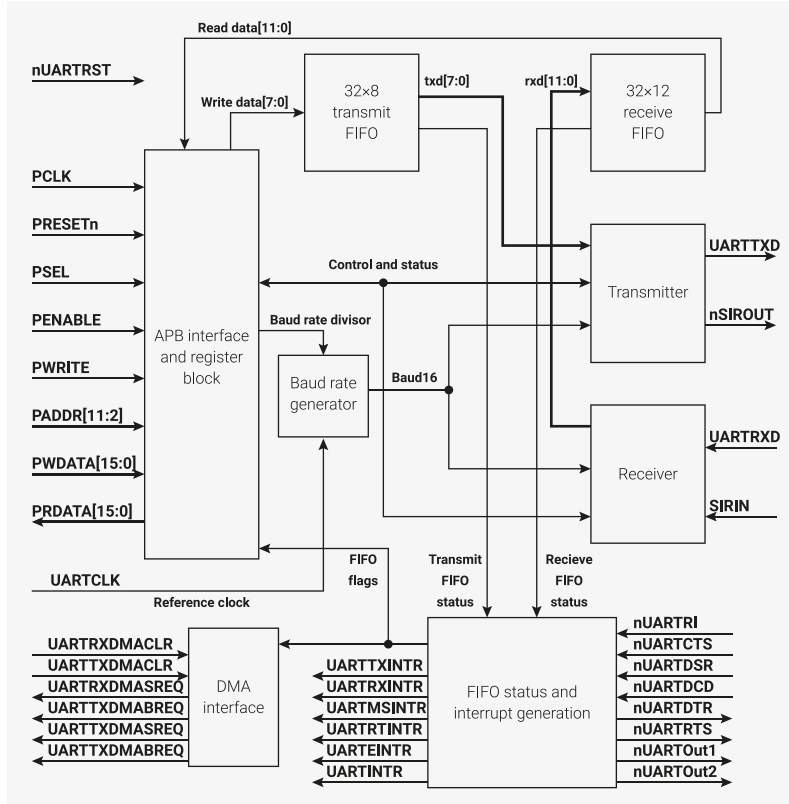 Read data[11:0]
nUARTRST
Write data[7:0]
32×8
transmit
FIFO
txd[7:0]
rxd[11:0]
32×12
receive
FIFO
PCLK
PRESETn
PSEL
PENABLE
PWRITE
PADDR[11:2]
PWDATA[15:0]
PRDATA[15:0]
APB interface
and register
block
Control and status
Baud rate divisor
Baud rate
generator
Baud16
Transmitter
UARTTXD
nSIROUT
Receiver
UARTRXD
SIRIN
UARTCLK
Reference clock
FIFO
flags
Transmit
FIFO
status
Recieve
FIFO
status
UARTRXDMACLR
UARTTXDMACLR
UARTRXDMASREQ
UARTRXDMABREQ
UARTTXDMASREQ
UARTTXDMABREQ
DMA
interface
UARTTXINTR
UARTRXINTR
UARTMSINTR
UARTRTINTR
UARTEINTR
UARTINTR
FIFO status and
interrupt generation
nUARTRI
nUARTCTS
nUARTDSR
nUARTDCD
nUARTDTR
nUARTRTS
nUARTOut1
nUARTOut2